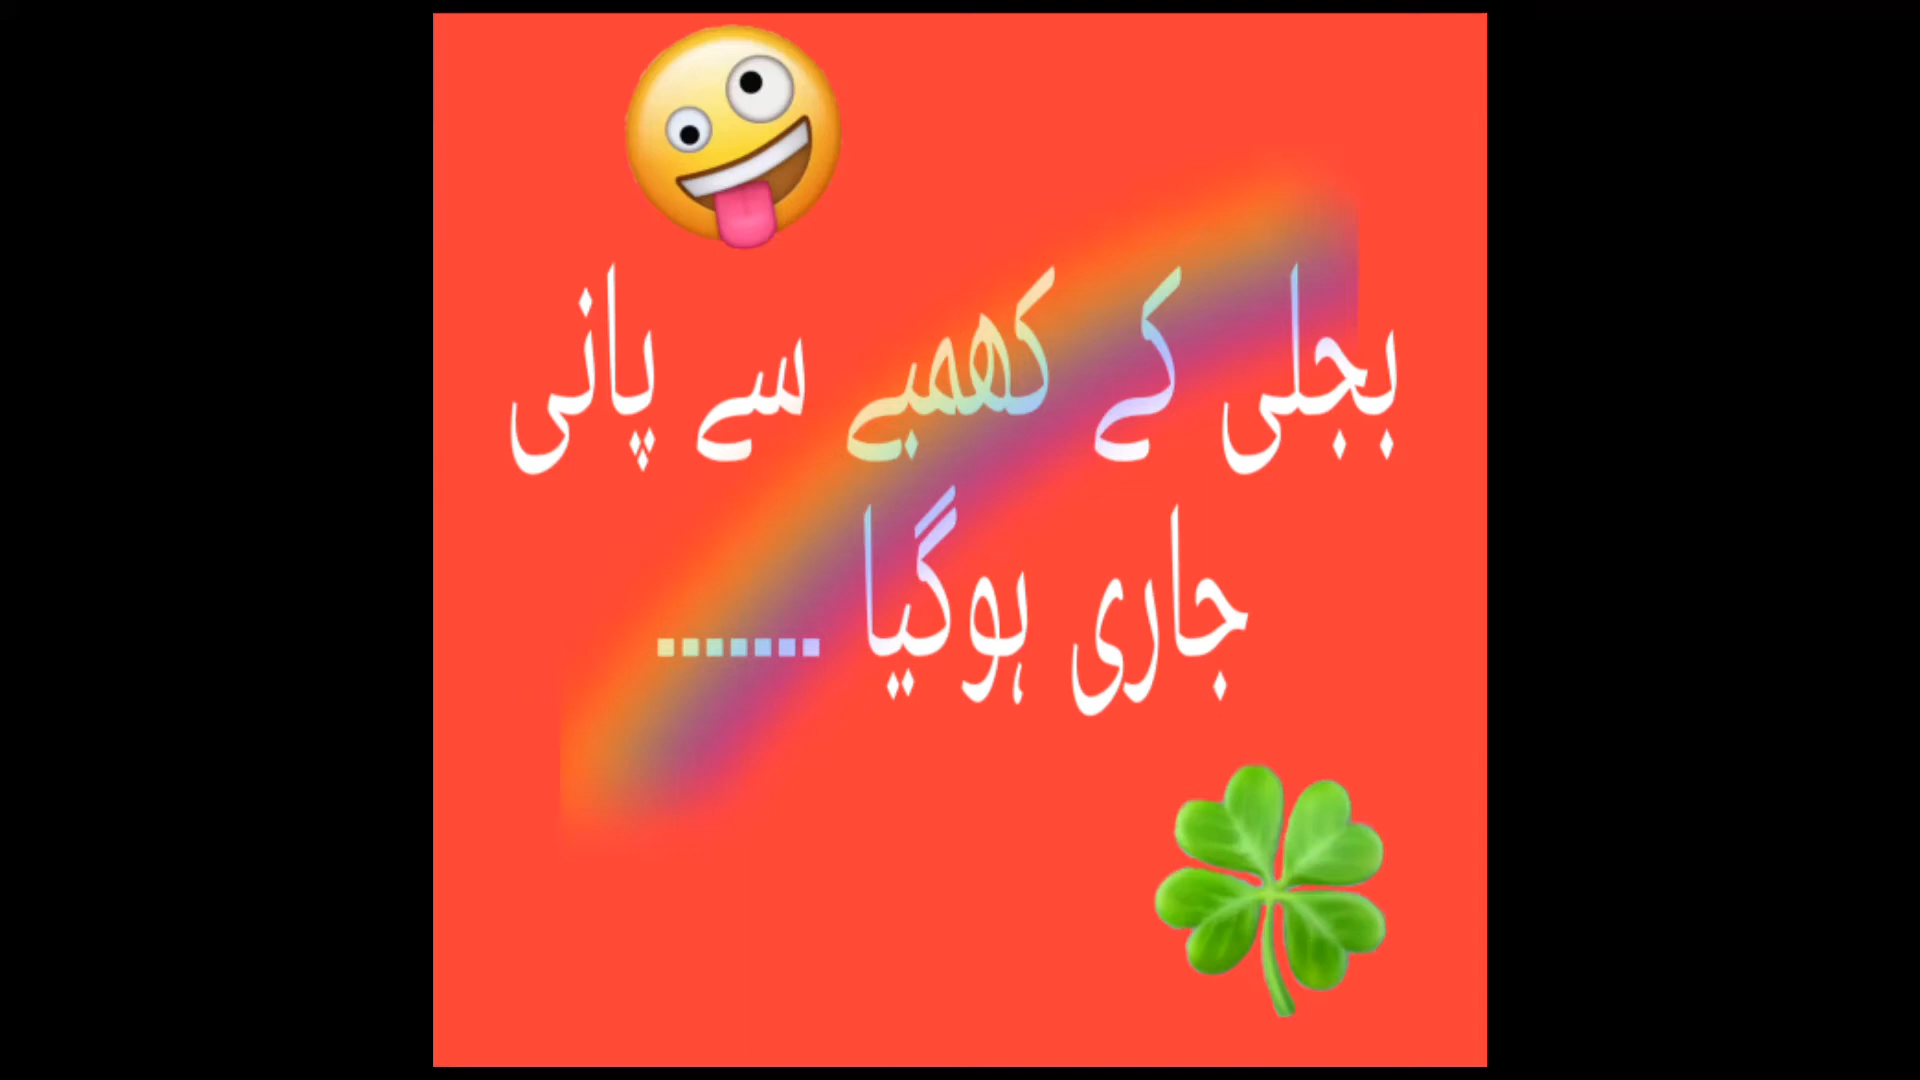 بجلی کے کھمبے سے پانی
جاری ہوگیا .......